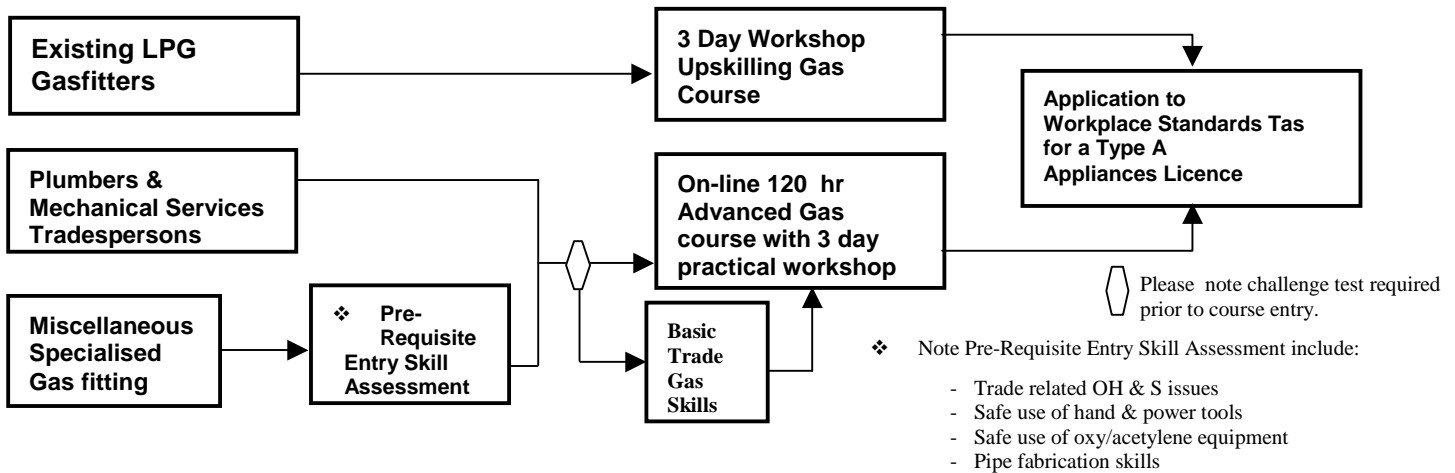 Existing LPG
Gasfitters
3 Day Workshop
Upskilling Gas
Course
Application to
Workplace Standards Tas
for a Type A
Appliances Licence
Plumbers &
Mechanical Services
Tradespersons
On-line 120 hr
Advanced Gas
course with 3 day
practical workshop
Miscellaneous
Specialised
Gas fitting
❖ Pre-
Requisite
Entry Skill
Assessment
Basic
Trade
Gas
Skills
Please note challenge test required
prior to course entry.
❖ Note Pre-Requisite Entry Skill Assessment include:
- Trade related OH & S issues
- Safe use of hand & power tools
- Safe use of oxy/acetylene equipment
- Pipe fabrication skills